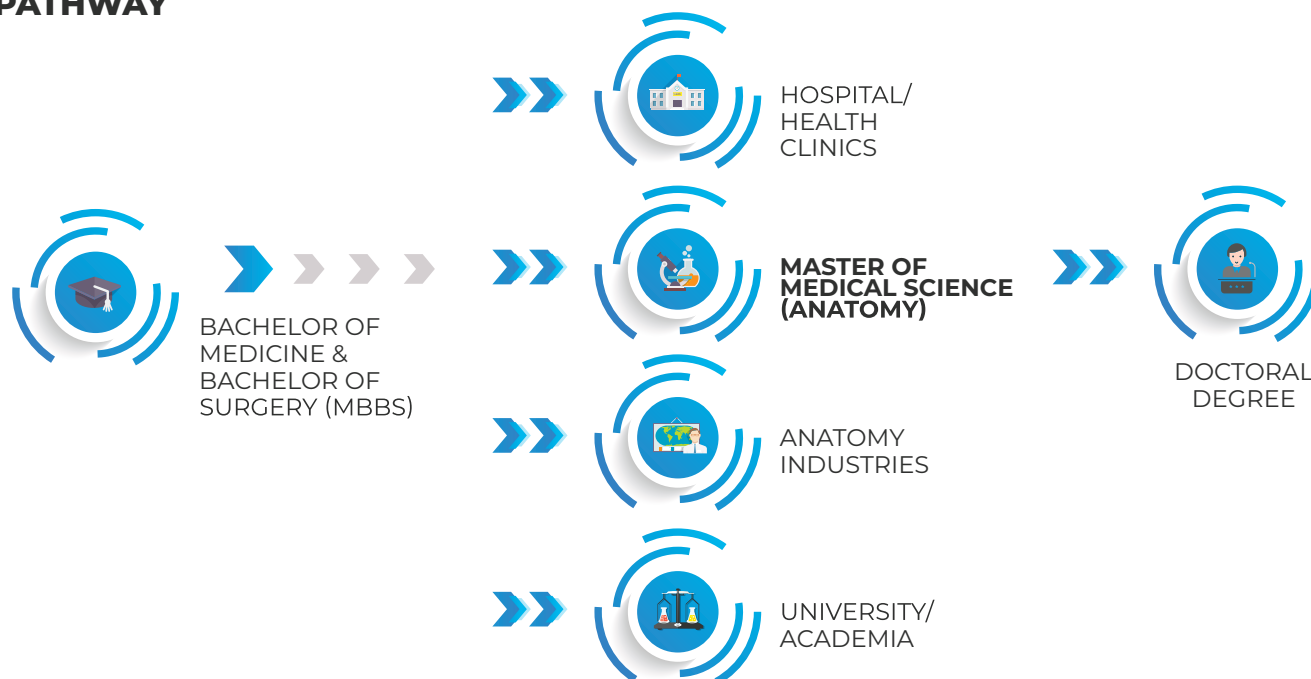 PATHWAY
HOSPITAL/
HEALTH
CLINICS
BACHELOR OF
MEDICINE &
BACHELOR OF
SURGERY (MBBS)
MASTER OF
MEDICAL SCIENCE
(ANATOMY)
DOCTORAL
DEGREE
ANATOMY
INDUSTRIES
UNIVERSITY/
ACADEMIA